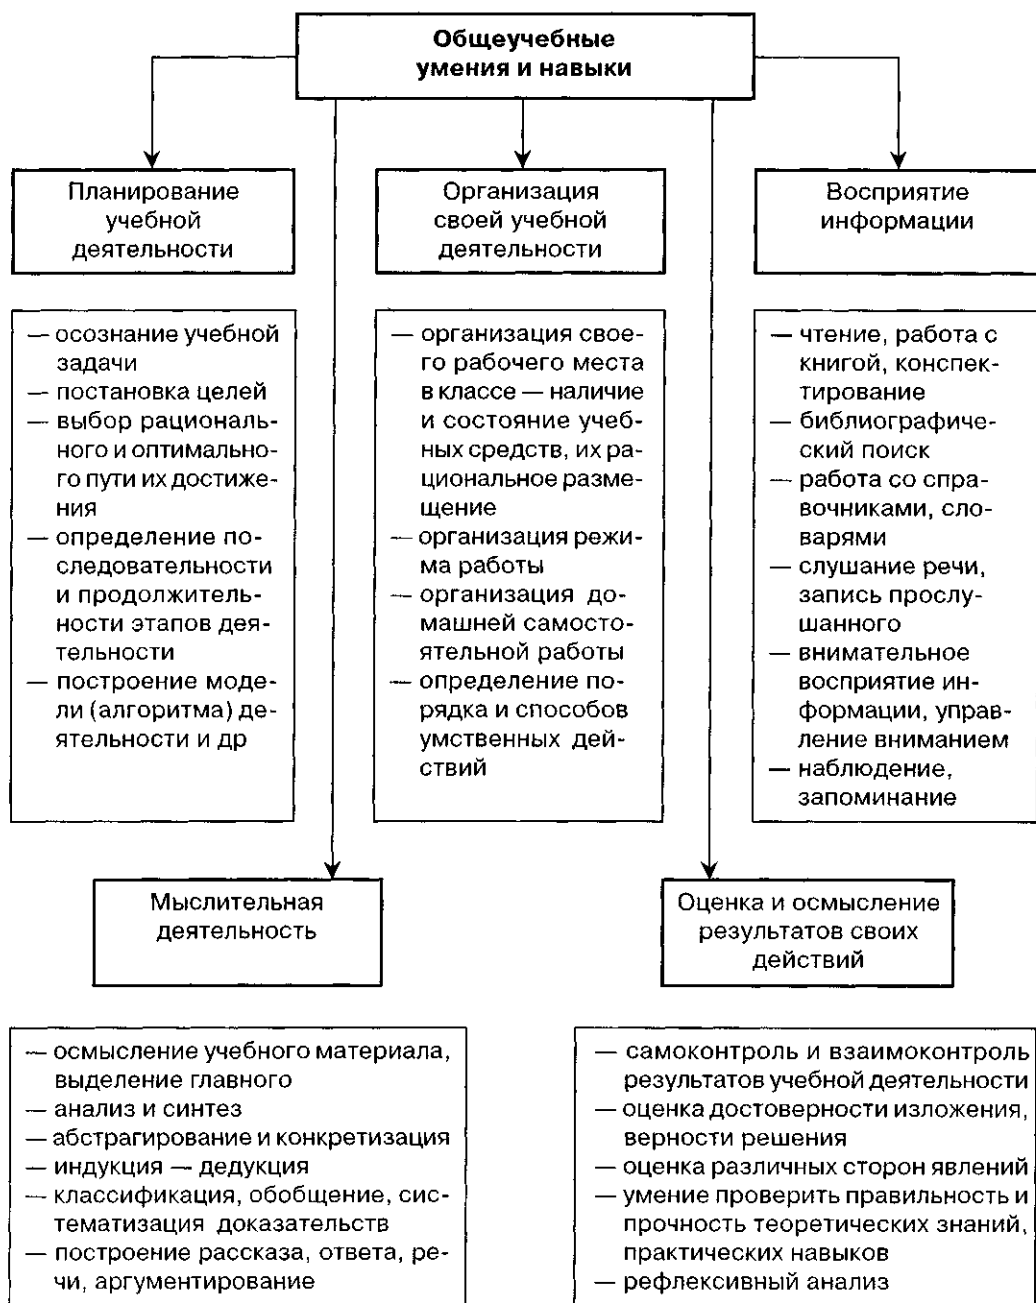 Общеучебные
умения и навыки
Планирование
учебной
деятельности
Организация
своей учебной
деятельности
Восприятие
информации
— осознание учебной
задачи
— постановка целей
— выбор рациональ-
ного и оптимально-
го пути их достиже-
ния
— определение по-
следовательности
и продолжитель-
ности этапов дея-
тельности
— построение моде-
ли (алгоритма) де-
ятельности и др
— организация свое-
го рабочего места
в классе — наличие
и состояние учеб-
ных средств, их ра-
циональное разме-
щение
— организация режи-
ма работы
— организация до-
машней самосто-
ятельной работы
— определение по-
рядка и способов
умственных дей-
ствий
— чтение, работа с
книгой, конспек-
тирование
— библиографиче-
ский поиск
— работа со спра-
вочниками, сло-
варями
— слушание речи,
запись прослу-
шанного
— внимательное
восприятие ин-
формации, управ-
ление вниманием
— наблюдение,
запоминание
Мыслительная
деятельность
Оценка и осмысление
результатов своих
действий
— осмысление учебного материала,
выделение главного
— анализ и синтез
— абстрагирование и конкретизация
— индукция — дедукция
— классификация, обобщение, сис-
тематизация доказательств
— построение рассказа, ответа, ре-
чи, аргументирование
— самоконтроль и взаимоконтроль
результатов учебной деятельности
— оценка достоверности изложения,
верности решения
— оценка различных сторон явлений
— умение проверить правильность и
прочность теоретических знаний,
практических навыков
— рефлексивный анализ